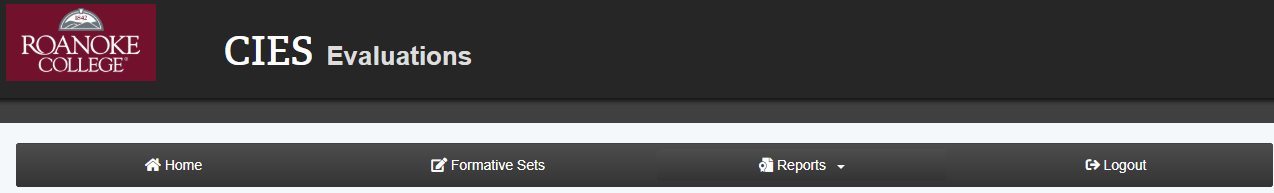 1842
ROANOKE
COLLEGE®
CIES Evaluations
Home Formative Sets Reports Logout